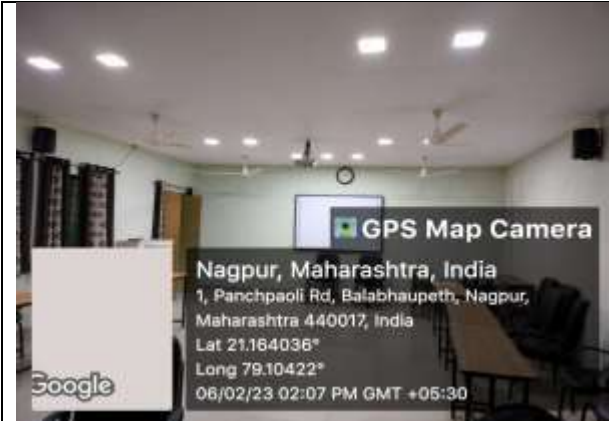 GPS Map Camera
Nagpur, Maharashtra, India
1, Panchpaoli Rd, Balabhaupeth, Nagpur,
Maharashtra 440017, India
Lat 21.164036°
Long 79.10422°
06/02/23 02:07 PM GMT +05:30
Google